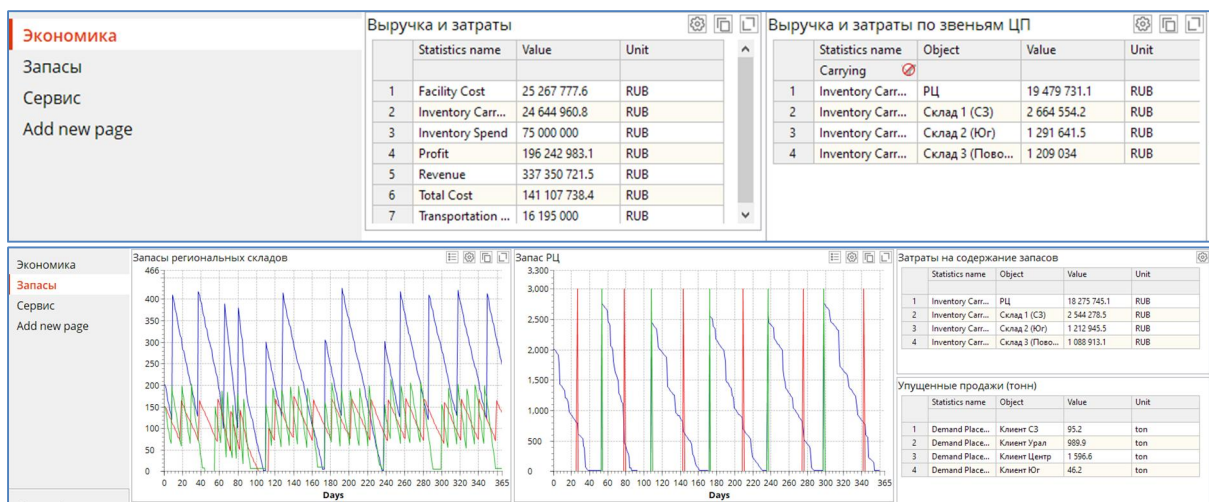 Экономика
Запасы
Сервис
Add new page
Выручка и затраты
Statistics name Value Unit
1 Facility Cost 25 267 777.6 RUB
2 Inventory Carr... 24 644 960.8 RUB
3 Inventory Spend 75 000 000 RUB
4 Profit 196 242 983.1 RUB
5 Revenue 337 350 721.5 RUB
6 Total Cost 141 107 738.4 RUB
7 Transportation ... 16 195 000 RUB
Выручка и затраты по звеньям ЦП
Statistics name Object Value Unit
Carrying
1 Inventory Carr... РЦ 19 479 731.1 RUB
2 Inventory Carr... Склад 1 (СЗ) 2 664 554.2 RUB
3 Inventory Carr... Склад 2 (Юг) 1 291 641.5 RUB
4 Inventory Carr... Склад 3 (Пово... 1 209 034 RUB
Экономика
Запасы
Сервис
Add new page
Запасы региональных складов
466
400
350
300
250
200
150
100
50
0
0 20 40 60 80 100 120 140 160 180 200 220 240 260 280 300 320 340 365
Days
Запас РЦ
3.300
3,000
2,500
2,000
1,500
1,000
500
0
0 20 40 60 80 100 120 140 160 180 200 220 240 260 280 300 320 340 365
Days
Затраты на содержание запасов
Statistics name Object Value Unit
1 Inventory Carr... РЦ 18 275 745.1 RUB
2 Inventory Carr... Склад 1 (СЗ) 2 544 278.5 RUB
3 Inventory Carr... Склад 2 (Юг) 1 212 945.5 RUB
4 Inventory Carr... Склад 3 (Пово... 1 088 913.1 RUB
Упущенные продажи (тонн)
Statistics name Object Value Unit
1 Demand Place... Клиент СЗ 95.2 ton
2 Demand Place... Клиент Урал 989.9 ton
3 Demand Place... Клиент Центр 1 596.6 ton
4 Demand Place... Клиент Юг 46.2 ton